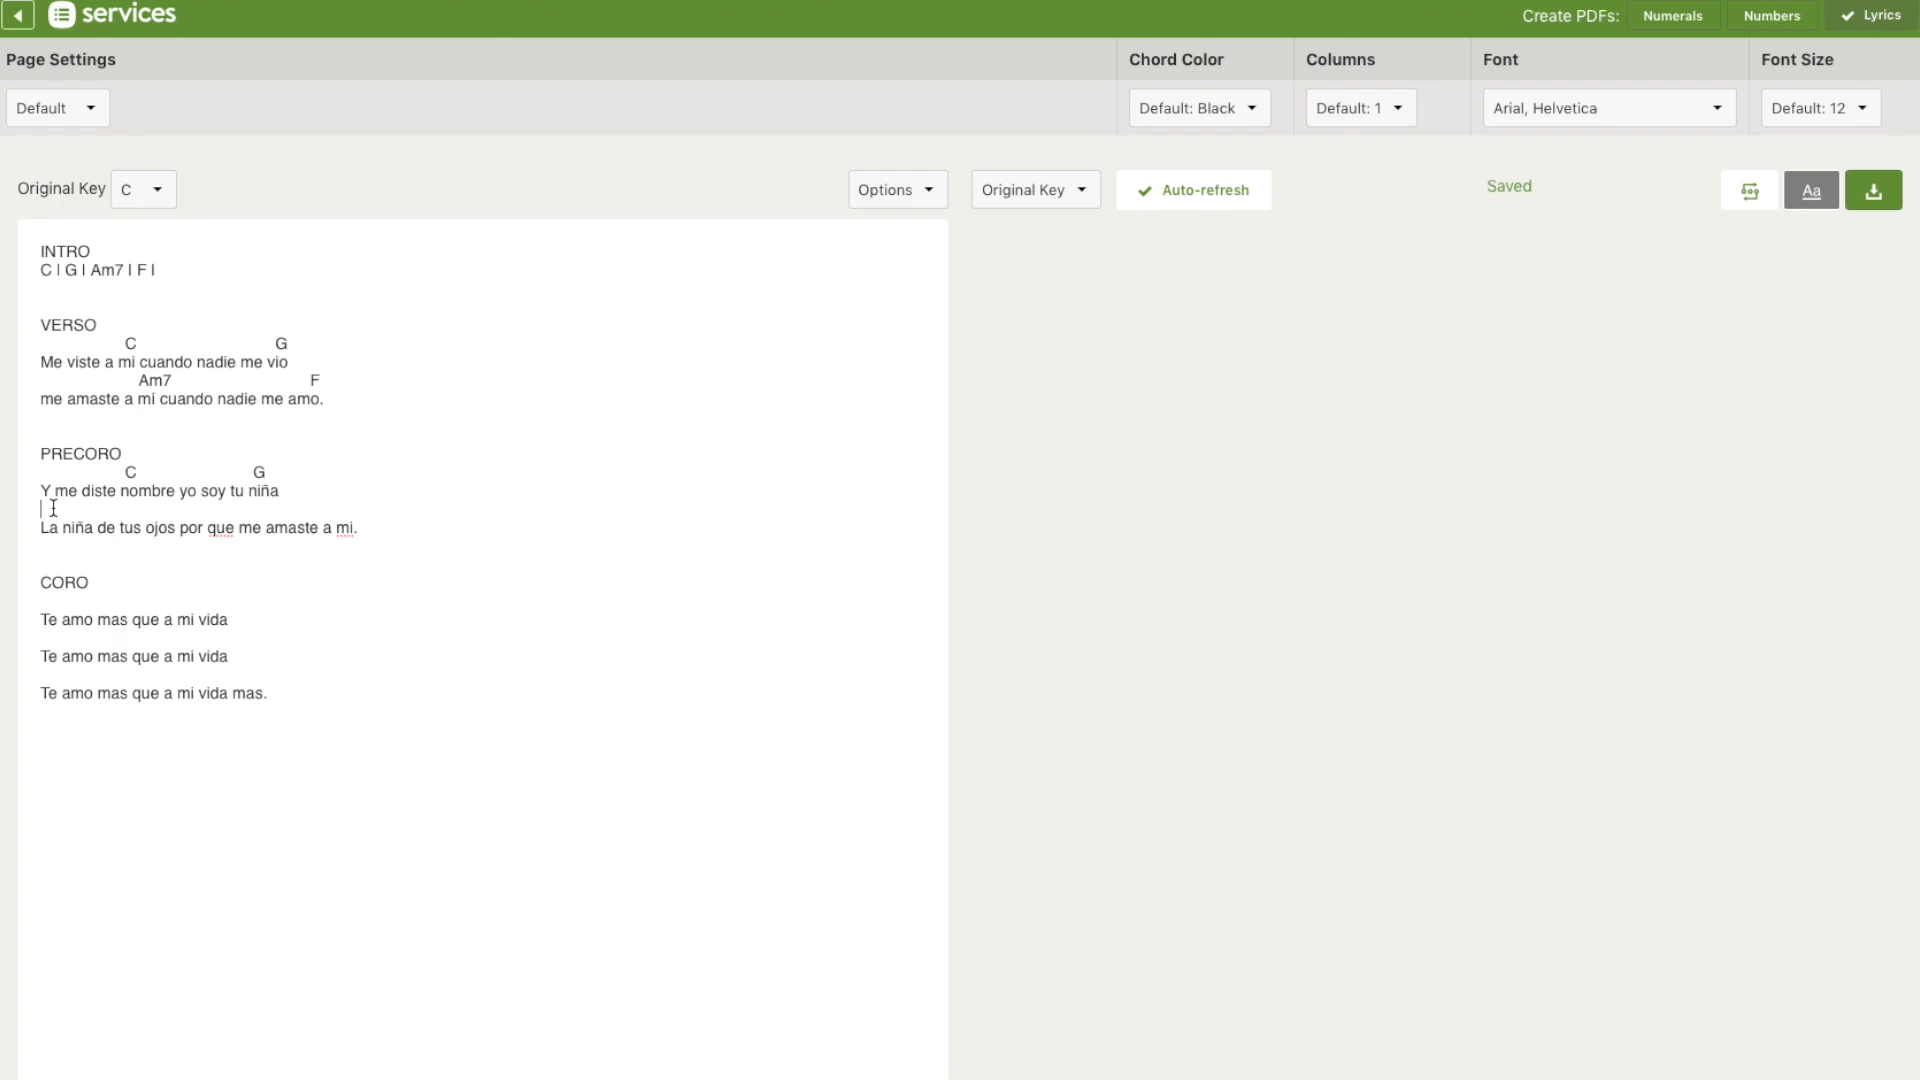 services
Create PDFs: Numerals Numbers Lyrics
Page Settings Chord Color Columns Font Font Size
Default Default: Black Default: 1 Arial, Helvetica Default: 12
Original Key C Options Original Key Auto-refresh Saved Aa
INTRO
C | G | Am7 | F |
VERSO
C G
Me viste a mi cuando nadie me vio
Am7 F
me amaste a mí cuando nadie me amo.
PRECORO
C G
Y me diste nombre yo soy tu niña
La niña de tus ojos por que me amaste a mi.
CORO
Te amo mas que a mi vida
Te amo mas que a mi vida
Te amo mas que a mi vida mas.